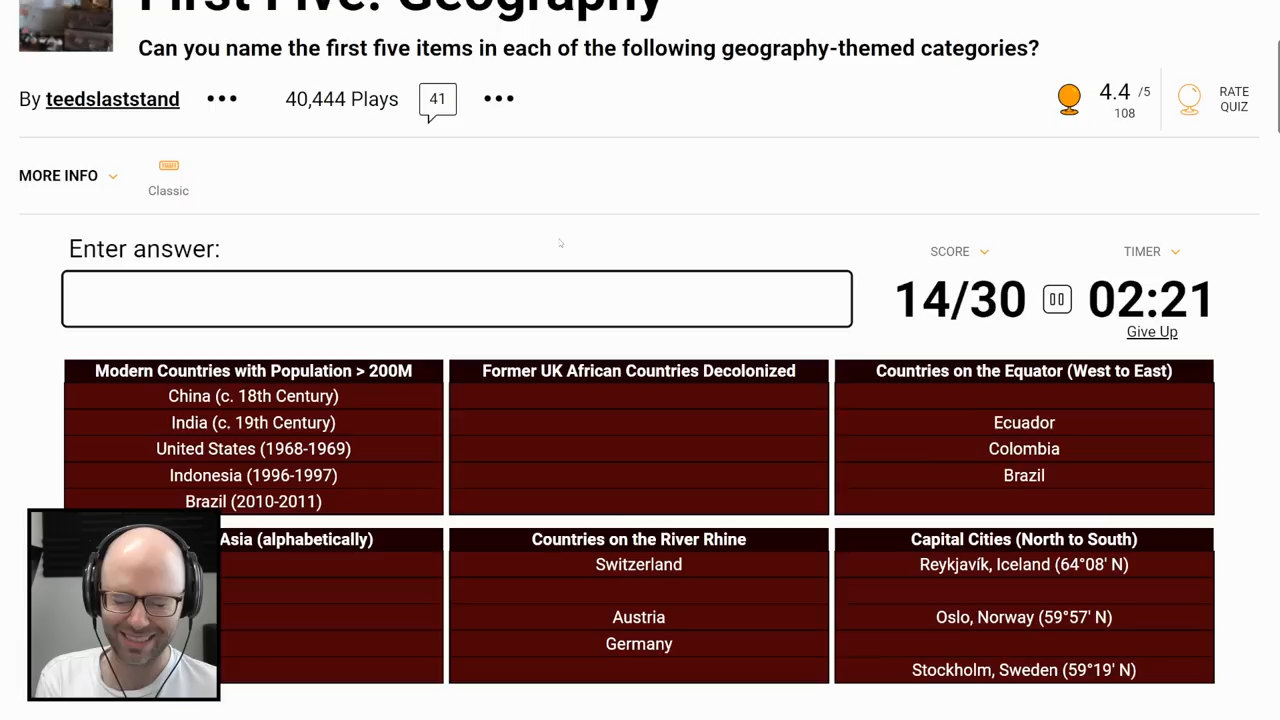 First Five: Geography
Can you name the first five items in each of the following geography-themed categories?
By teedslaststand ••• 40,444 Plays 41 •••
4.4 /5
108
RATE
QUIZ
MORE INFO
Classic
Enter answer:
SCORE
TIMER
14/30
02:21
Give Up
Modern Countries with Population > 200M
China (c. 18th Century)
India (c. 19th Century)
United States (1968-1969)
Indonesia (1996-1997)
Brazil (2010-2011)
Former UK African Countries Decolonized
Countries on the Equator (West to East)
Ecuador
Colombia
Brazil
Asia (alphabetically)
Countries on the River Rhine
Switzerland
Austria
Germany
Capital Cities (North to South)
Reykjavík, Iceland (64°08' N)
Oslo, Norway (59°57' N)
Stockholm, Sweden (59°19' N)